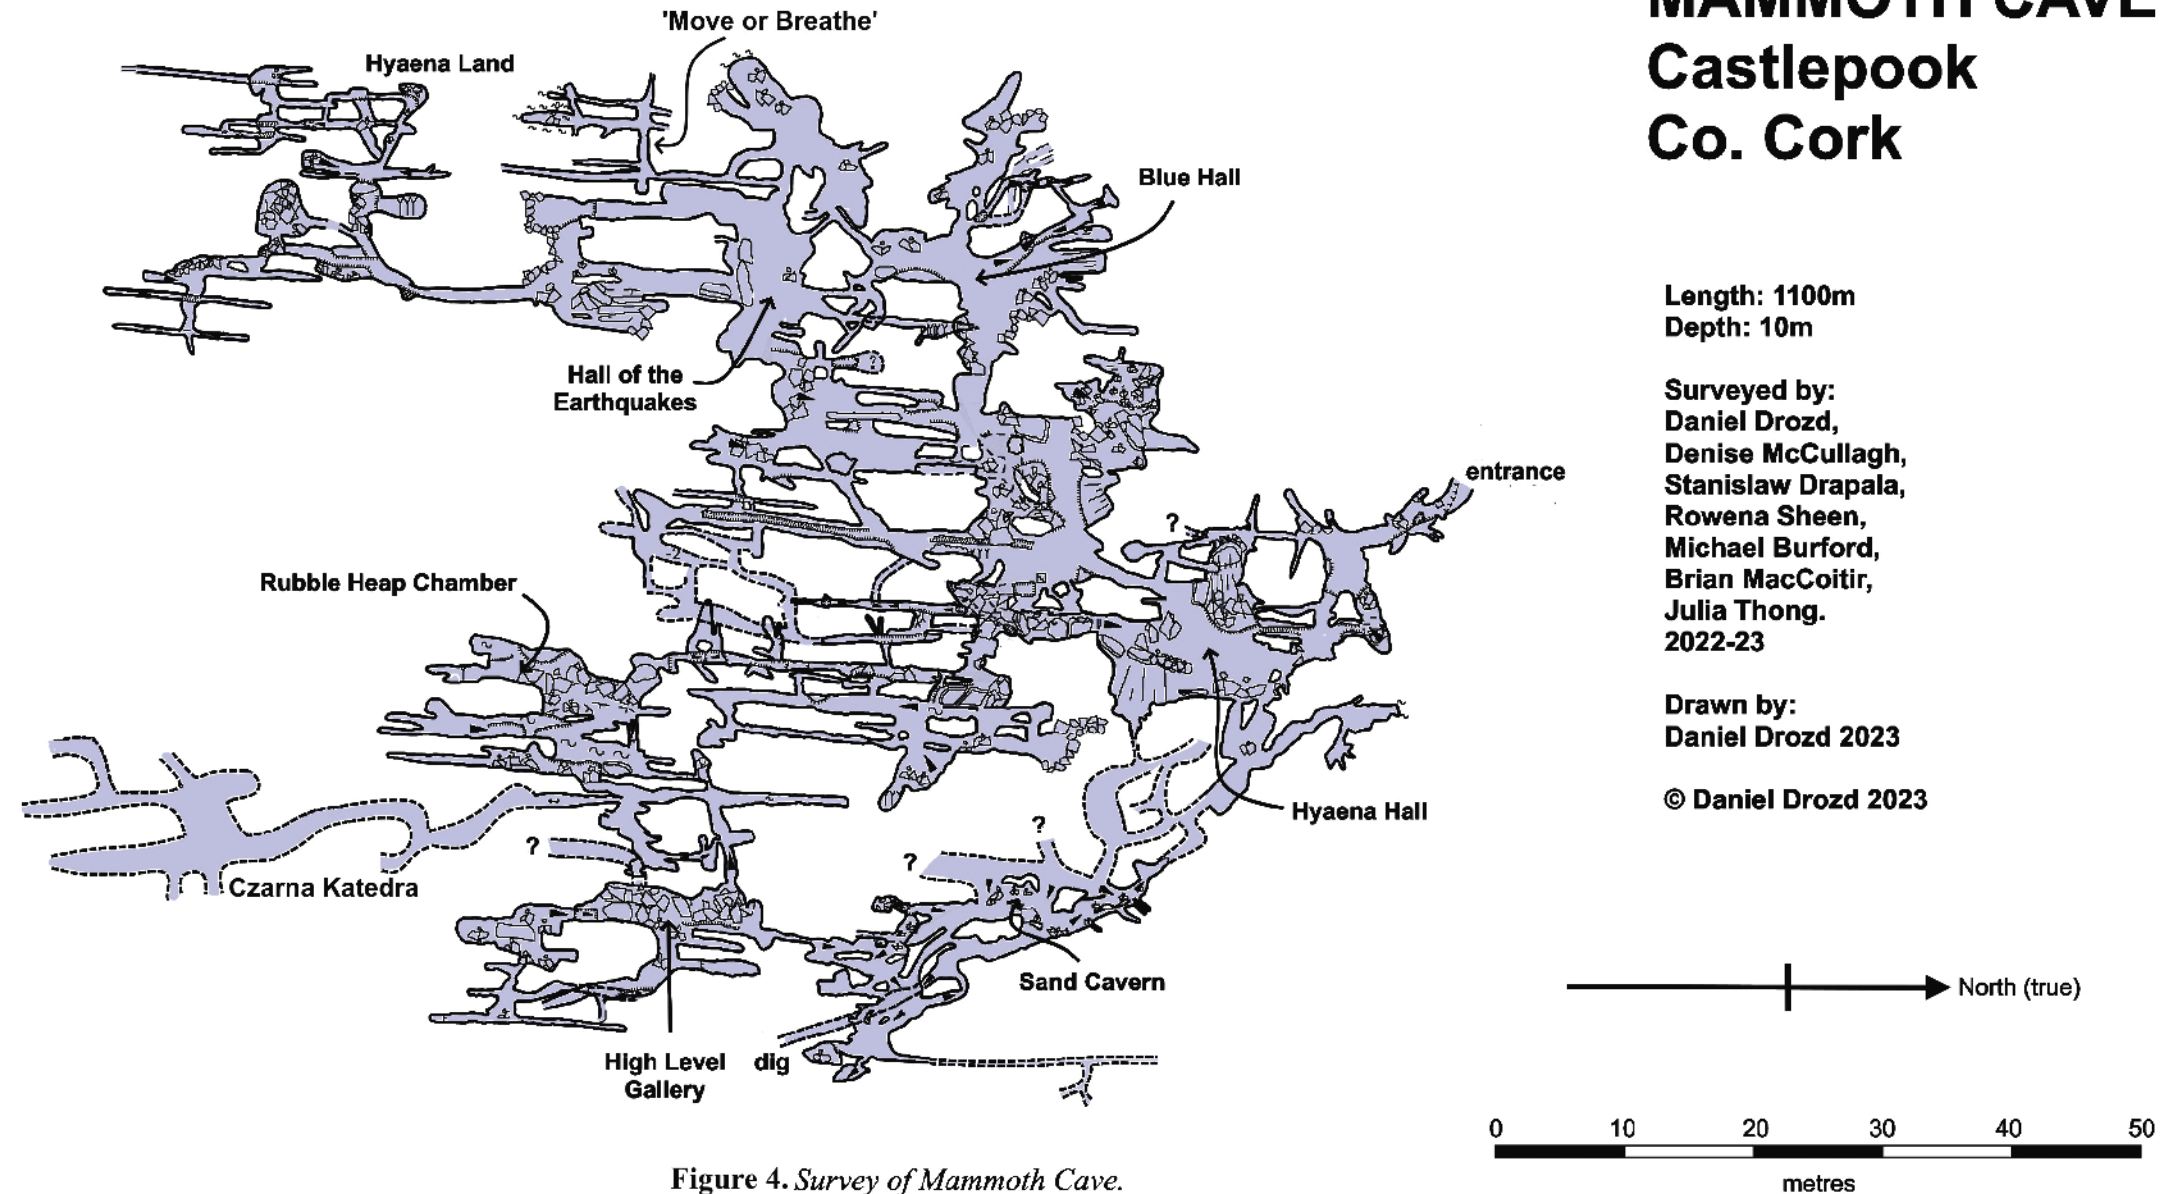 MAMMOTH CAVE
Castlepook
Co. Cork
'Move or Breathe'
Hyaena Land
Blue Hall
Length: 1100m
Depth: 10m
Hall of the
Earthquakes
Surveyed by:
Daniel Drozd,
Denise McCullagh,
Stanislaw Drapala,
Rowena Sheen,
Michael Burford,
Brian MacCoitir,
Julia Thong.
2022-23
entrance
?
?
-2
Rubble Heap Chamber
Drawn by:
Daniel Drozd 2023
© Daniel Drozd 2023
Hyaena Hall
?
?
?
Czarna Katedra
Sand Cavern
North (true)
High Level
Gallery
dig
0 10 20 30 40 50
metres
Figure 4. Survey of Mammoth Cave.